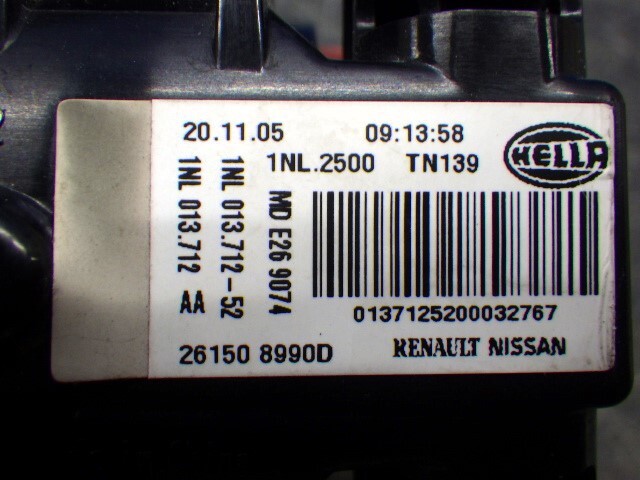 20.11.05 09:13:58
1NL.2500 TN139
HELLA
1NL 013.712 AA
1NL 013.712-52
MD E26 9074
0137125200032767
26150 8990D
RENAULT NISSAN